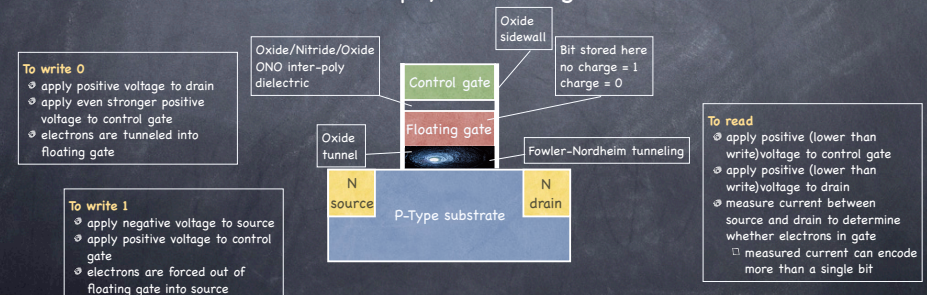 Oxide
sidewall
Oxide/Nitride/Oxide
ONO inter-poly
dielectric
Bit stored here
no charge = 1
charge = 0
To write 0
apply positive voltage to drain
apply even stronger positive
voltage to control gate
electrons are tunneled into
floating gate
Control gate
Floating gate
Oxide
tunnel
Fowler-Nordheim tunneling
N
source
P-Type substrate
N
drain
To read
apply positive (lower than
write)voltage to control gate
apply positive (lower than
write)voltage to drain
measure current between
source and drain to determine
whether electrons in gate
measured current can encode
more than a single bit
To write 1
apply negative voltage to source
apply positive voltage to control
gate
electrons are forced out of
floating gate into source